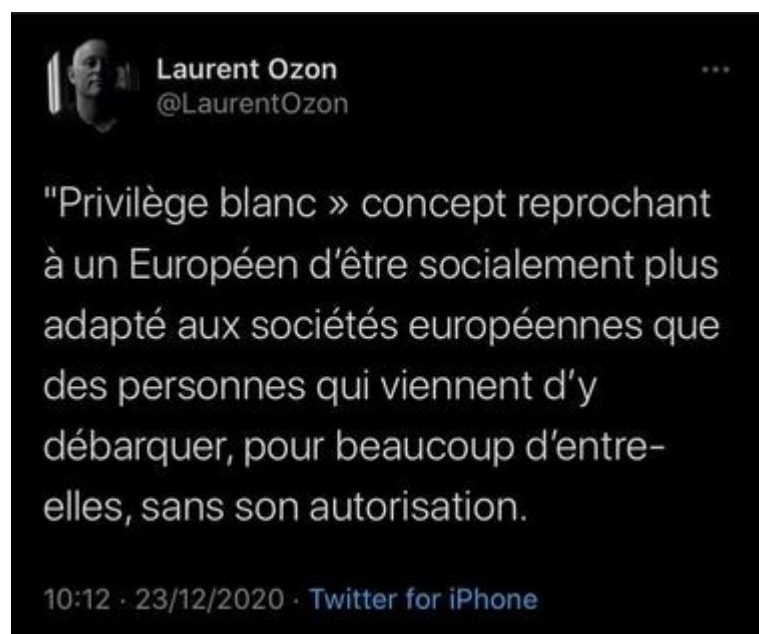 Laurent Ozon
@LaurentOzon
"Privilège blanc » concept reprochant
à un Européen d’être socialement plus
adapté aux sociétés européennes que
des personnes qui viennent d’y
débarquer, pour beaucoup d’entre-
elles, sans son autorisation.
10:12 · 23/12/2020 · Twitter for iPhone